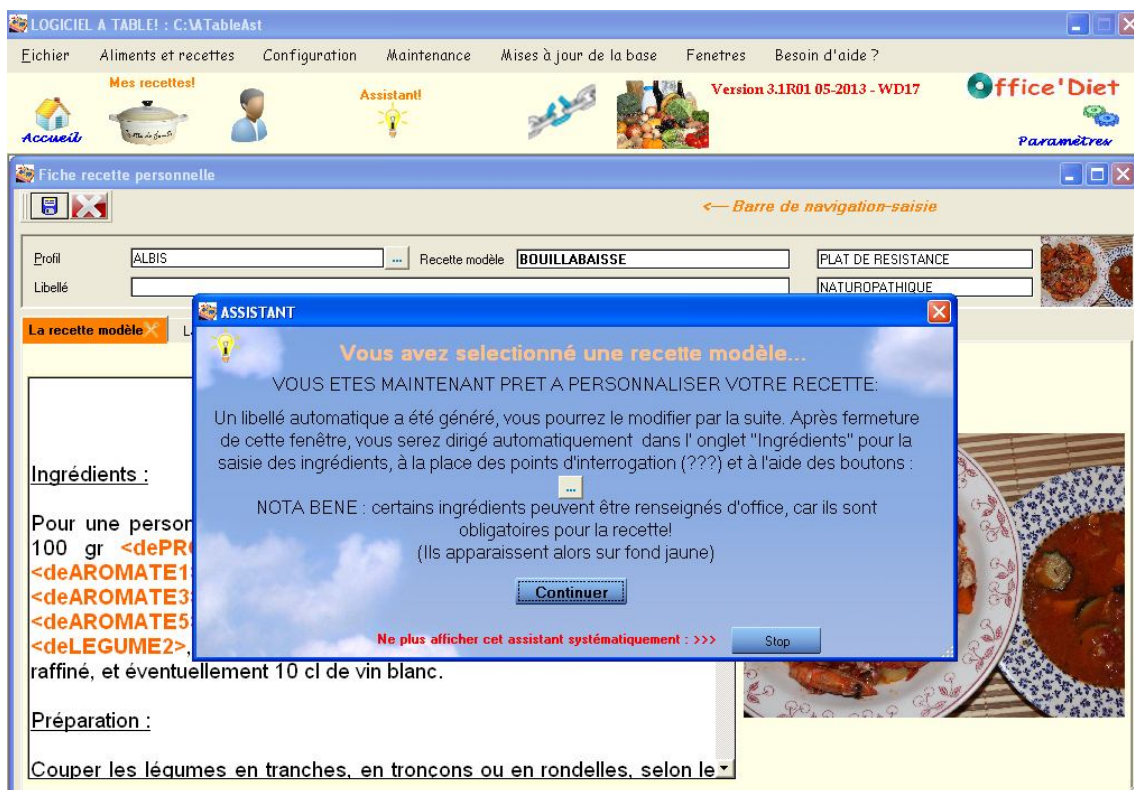 LOGICIEL A TABLE! : C:\ATableAst
Fichier Aliments et recettes Configuration Maintenance Mises à jour de la base Fenetres Besoin d'aide ?
Mes recettes!
Assistant!
Version 3.1R01 05-2013 - WD17
Office'Diet
Accueil
Paramètres
Fiche recette personnelle
<--- Barre de navigation-saisie
Profil ALBIS ... Recette modèle BOUILLABAISSE PLAT DE RESISTANCE
Libellé NATUROPATHIQUE
La recette modèle
ASSISTANT
Vous avez selectionné une recette modèle...
VOUS ETES MAINTENANT PRET A PERSONNALISER VOTRE RECETTE:
Un libellé automatique a été généré, vous pourrez le modifier par la suite. Après fermeture
de cette fenêtre, vous serez dirigé automatiquement dans l' onglet "Ingrédients" pour la
saisie des ingrédients, à la place des points d'interrogation (???) et à l'aide des boutons :
...
NOTA BENE : certains ingrédients peuvent être renseignés d'office, car ils sont
obligatoires pour la recette!
(Ils apparaissent alors sur fond jaune)
Continuer
Ne plus afficher cet assistant systématiquement : >>> Stop
Ingrédients :
Pour une person
100 gr <dePR
<deAROMATE1
<deAROMATE3
<deAROMATE5
<deLEGUME2>,
raffiné, et éventuellement 10 cl de vin blanc.
Préparation :
Couper les légumes en tranches, en tronçons ou en rondelles, selon le